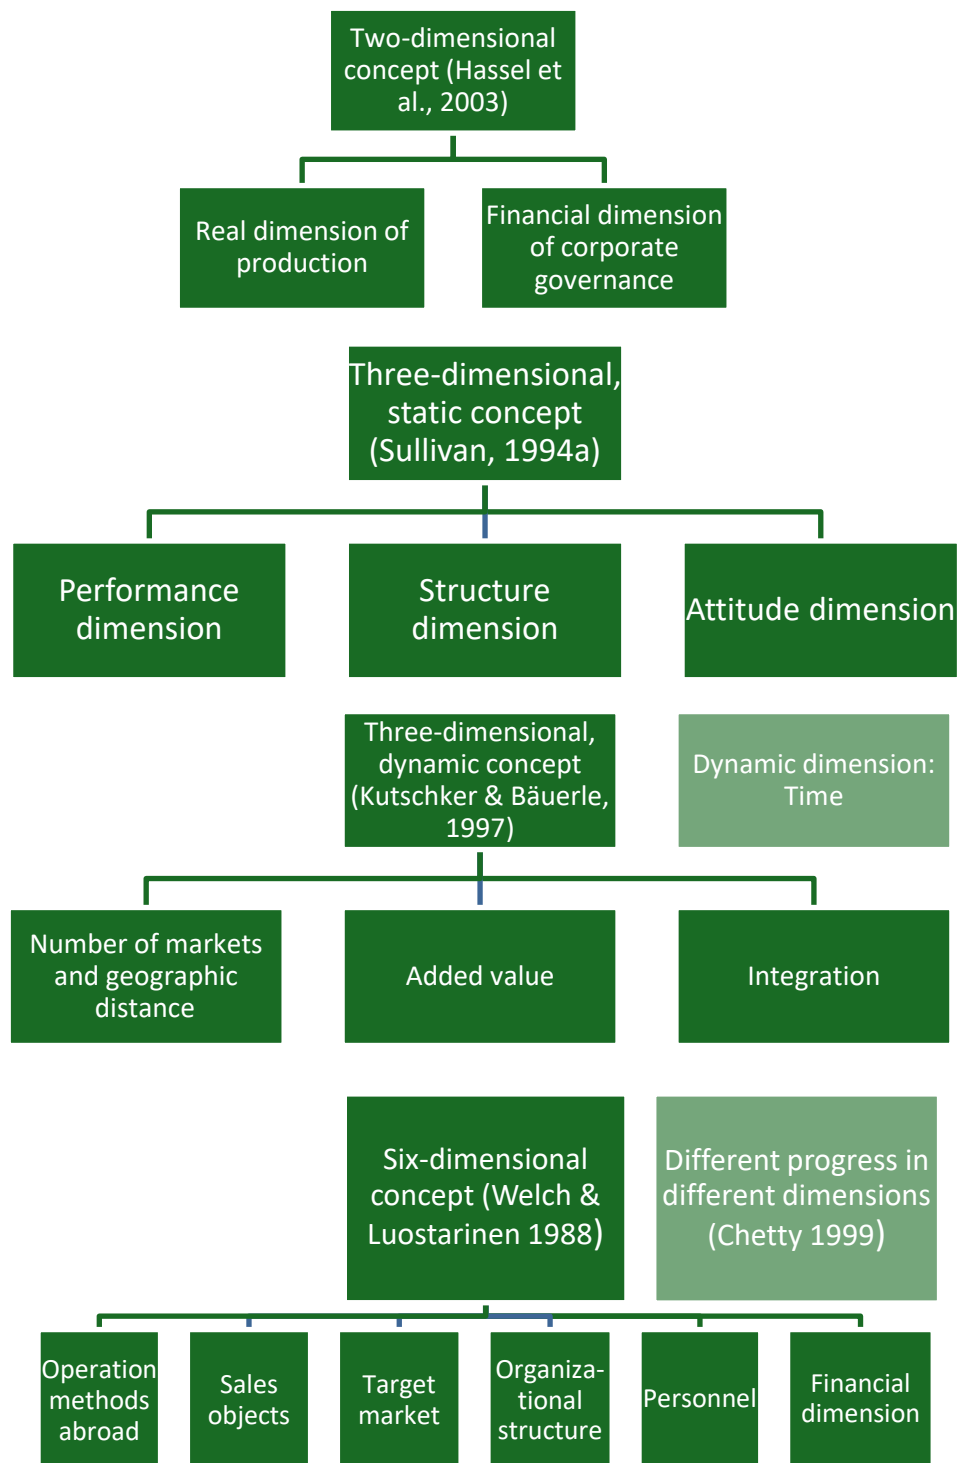 Two-dimensional
concept (Hassel et
al., 2003)
Real dimension of
production
Financial dimension
of corporate
governance
Three-dimensional,
static concept
(Sullivan, 1994a)
Performance
dimension
Structure
dimension
Attitude dimension
Three-dimensional,
dynamic concept
(Kutschker & Bäuerle,
1997)
Dynamic dimension:
Time
Number of markets
and geographic
distance
Added value
Integration
Six-dimensional
concept (Welch &
Luostarinen 1988)
Different progress in
different dimensions
(Chetty 1999)
Operation
methods
abroad
Sales
objects
Target
market
Organiza-
tional
structure
Personnel
Financial
dimension